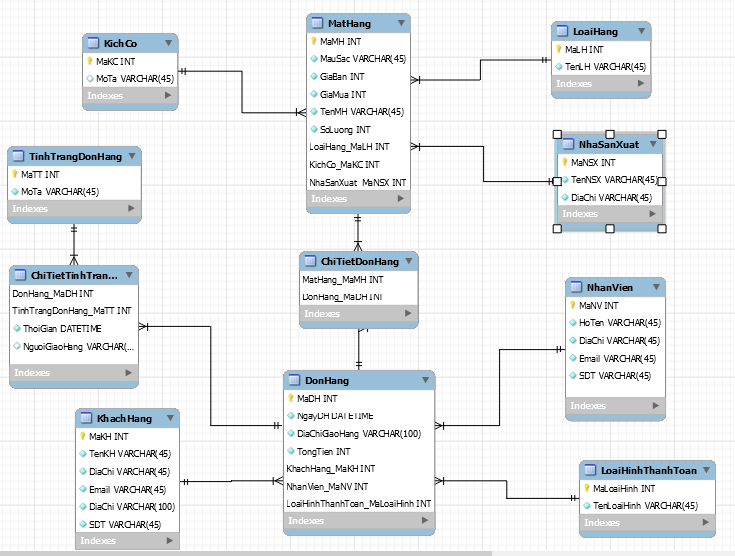 KichCo
MaKC INT
MoTa VARCHAR(45)
Indexes
MatHang
MaMH INT
MauSac VARCHAR(45)
GiaBan INT
GiaMua INT
TenMH VARCHAR(45)
SoLuong INT
LoaiHang_MaLH INT
KichCo_MaKC INT
NhaSanXuat_MaNSX INT
Indexes
LoaiHang
MaLH INT
TenLH VARCHAR(45)
Indexes
NhaSanXuat
MaNSX INT
TenNSX VARCHAR(45)
DiaChi VARCHAR(45)
Indexes
TinhTrangDonHang
MaTT INT
MoTa VARCHAR(45)
Indexes
ChiTietTinhTran...
DonHang_MaDH INT
TinhTrangDonHang_MaTT INT
ThoiGian DATETIME
NguoiGiaoHang VARCHAR(...
Indexes
ChiTietDonHang
MatHang_MaMH INT
DonHang_MaDH INT
Indexes
NhanVien
MaNV INT
HoTen VARCHAR(45)
DiaChi VARCHAR(45)
Email VARCHAR(45)
SDT VARCHAR(45)
Indexes
DonHang
MaDH INT
NgayDH DATETIME
DiaChiGaoHang VARCHAR(100)
TongTien INT
KhachHang_MaKH INT
NhanVien_MaNV INT
LoaiHinhThanhToan_MaLoaiHinh INT
Indexes
KhachHang
MaKH INT
TenKH VARCHAR(45)
DiaChi VARCHAR(45)
Email VARCHAR(45)
DiaChi VARCHAR(100)
SDT VARCHAR(45)
Indexes
LoaiHinhThanhToan
MaLoaiHinh INT
TenLoaiHinh VARCHAR(45)
Indexes